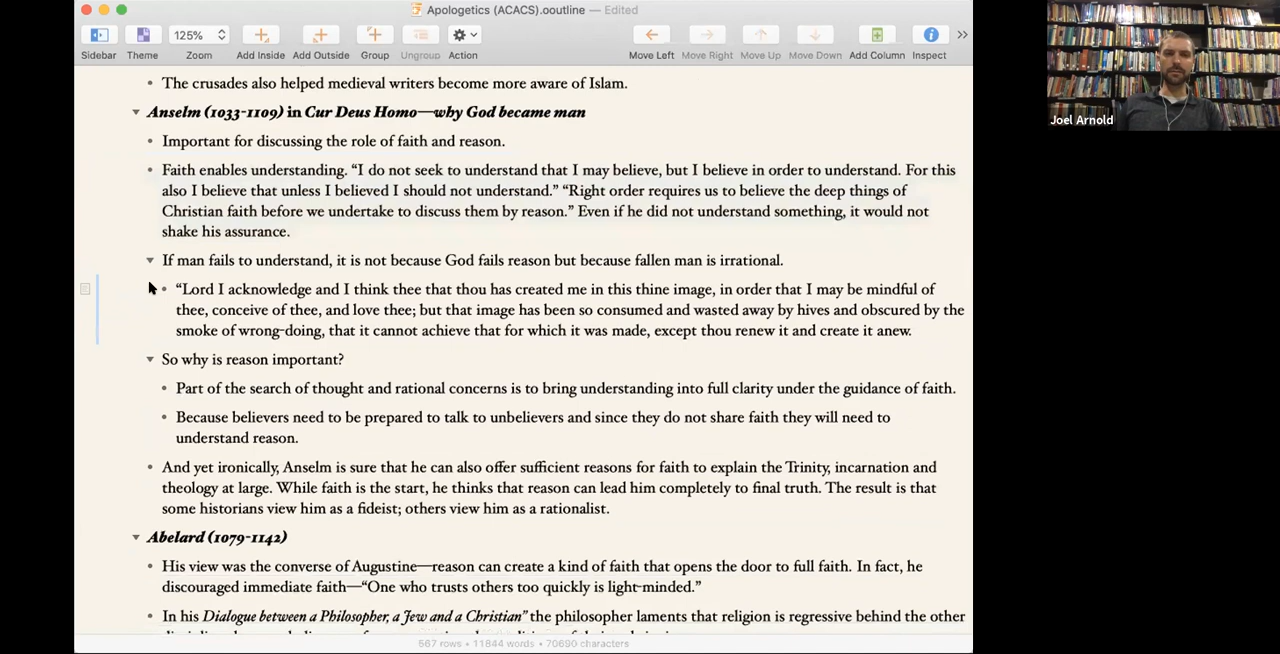 Apologetics (ACACS).ooutline — Edited
125%
Sidebar
Theme
Zoom
Add Inside
Add Outside
Group
Ungroup
Action
Move Left
Move Right
Move Up
Move Down
Add Column
Inspect
Joel Arnold
• The crusades also helped medieval writers become more aware of Islam.
Anselm (1033-1109) in Cur Deus Homo—why God became man
• Important for discussing the role of faith and reason.
• Faith enables understanding. “I do not seek to understand that I may believe, but I believe in order to understand. For this
also I believe that unless I believed I should not understand.” “Right order requires us to believe the deep things of
Christian faith before we undertake to discuss them by reason.” Even if he did not understand something, it would not
shake his assurance.
If man fails to understand, it is not because God fails reason but because fallen man is irrational.
• “Lord I acknowledge and I think thee that thou has created me in this thine image, in order that I may be mindful of
thee, conceive of thee, and love thee; but that image has been so consumed and wasted away by hives and obscured by the
smoke of wrong-doing, that it cannot achieve that for which it was made, except thou renew it and create it anew.
So why is reason important?
• Part of the search of thought and rational concerns is to bring understanding into full clarity under the guidance of faith.
• Because believers need to be prepared to talk to unbelievers and since they do not share faith they will need to
understand reason.
• And yet ironically, Anselm is sure that he can also offer sufficient reasons for faith to explain the Trinity, incarnation and
theology at large. While faith is the start, he thinks that reason can lead him completely to final truth. The result is that
some historians view him as a fideist; others view him as a rationalist.
Abelard (1079-1142)
• His view was the converse of Augustine—reason can create a kind of faith that opens the door to full faith. In fact, he
discouraged immediate faith—“One who trusts others too quickly is light-minded.”
• In his Dialogue between a Philosopher, a Jew and a Christian” the philosopher laments that religion is regressive behind the other
567 rows • 11844 words • 70690 characters